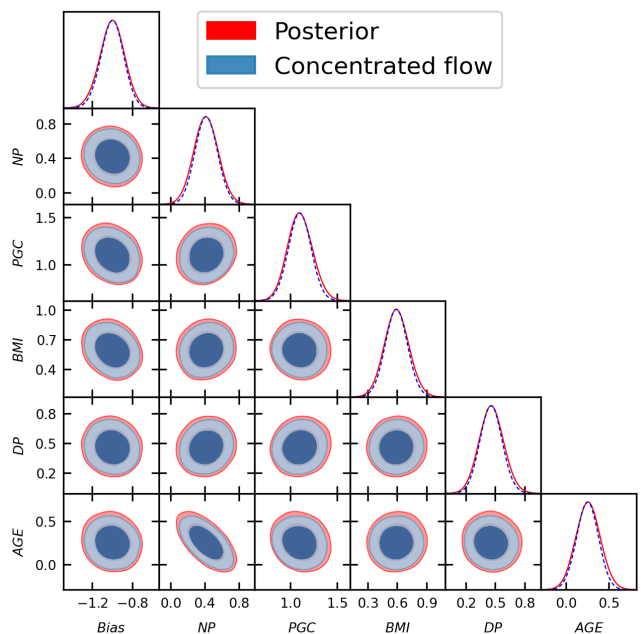 Posterior
Concentrated flow
NP
0.8
0.4
0.0
PGC
1.5
1.0
BMI
1.0
0.7
0.4
DP
0.8
0.5
0.2
AGE
0.5
0.0
−1.2 −0.8 0.0 0.4 0.8 1.0 1.5 0.3 0.6 0.9 0.2 0.5 0.8 0.0 0.5
Bias NP PGC BMI DP AGE